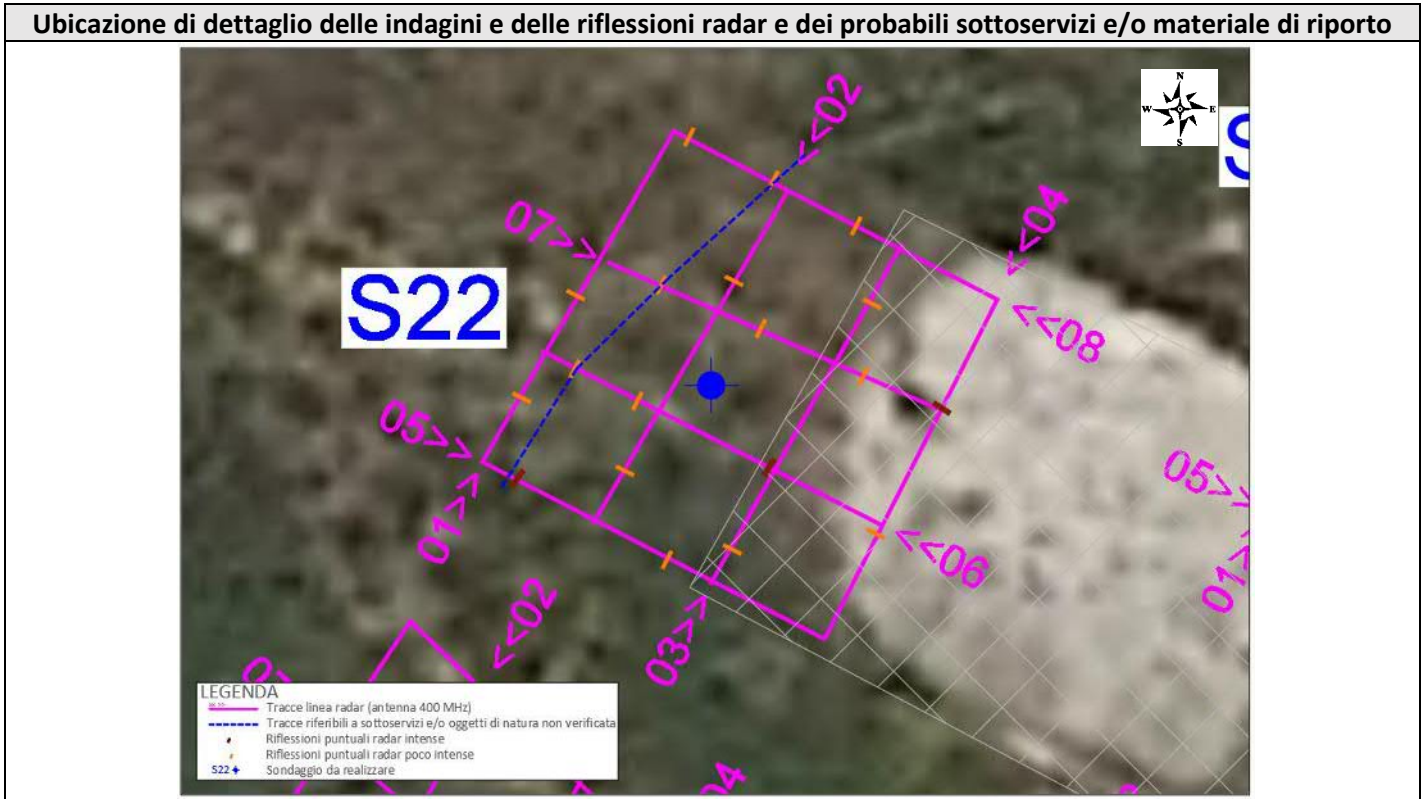 Ubicazione di dettaglio delle indagini e delle riflessioni radar e dei probabili sottoservizi e/o materiale di riporto
N
W E
S
S
<<02
07>>
<<04
S22
<<08
05>>
01>>
<<06
05>>
01>
03>>
<<02
04
LEGENDA
Tracce linea radar (antenna 400 MHz)
Tracce riferibili a sottoservizi e/o oggetti di natura non verificata
Riflessioni puntuali radar intense
Riflessioni puntuali radar poco intense
S22 Sondaggio da realizzare